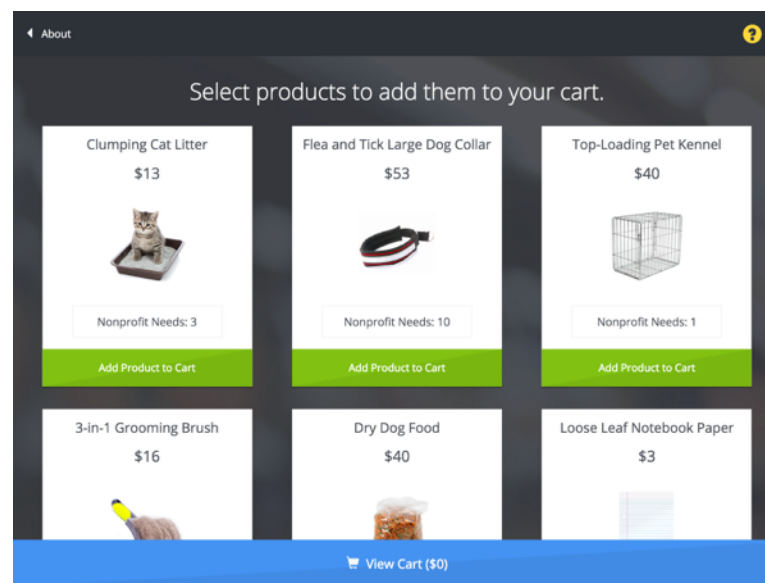 About
?
Select products to add them to your cart.
Clumping Cat Litter
$13
Nonprofit Needs: 3
Add Product to Cart
Flea and Tick Large Dog Collar
$53
Nonprofit Needs: 10
Add Product to Cart
Top-Loading Pet Kennel
$40
Nonprofit Needs: 1
Add Product to Cart
3-in-1 Grooming Brush
$16
Dry Dog Food
$40
Loose Leaf Notebook Paper
$3
View Cart ($0)